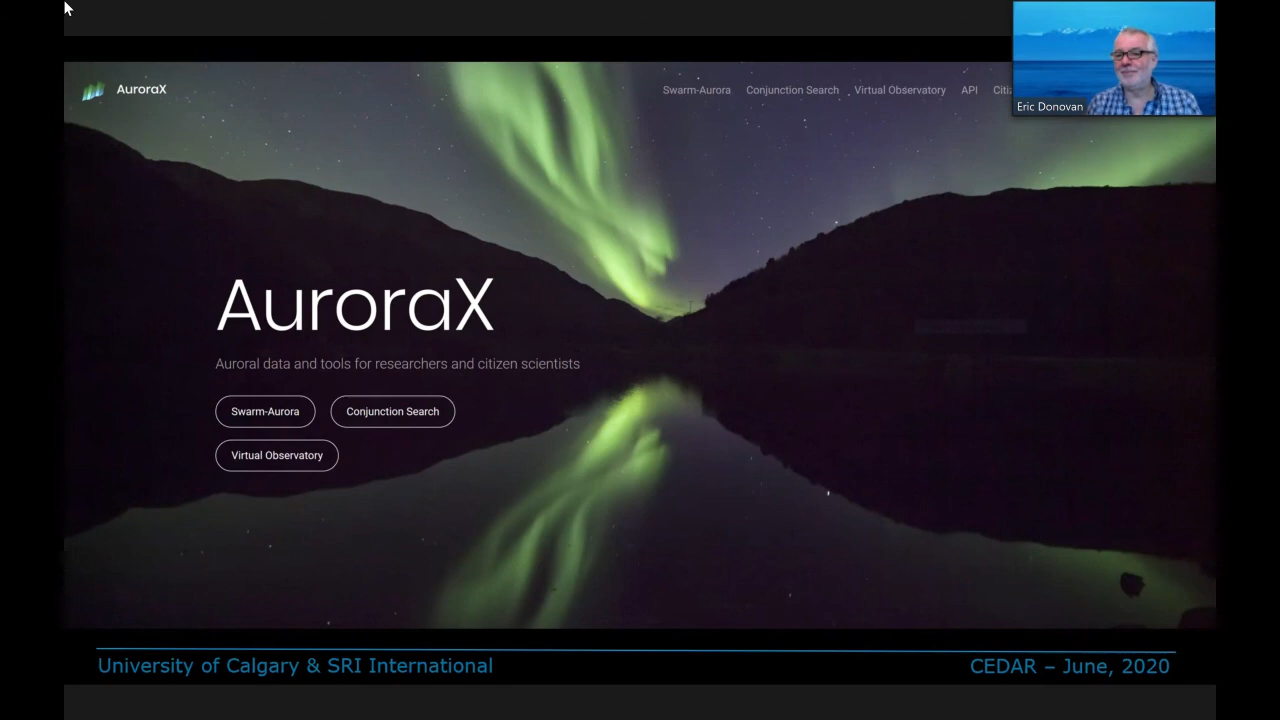 AuroraX
Swarm-Aurora Conjunction Search Virtual Observatory API
Eric Donovan
AuroraX
Auroral data and tools for researchers and citizen scientists
Swarm-Aurora Conjunction Search
Virtual Observatory
University of Calgary & SRI International
CEDAR – June, 2020